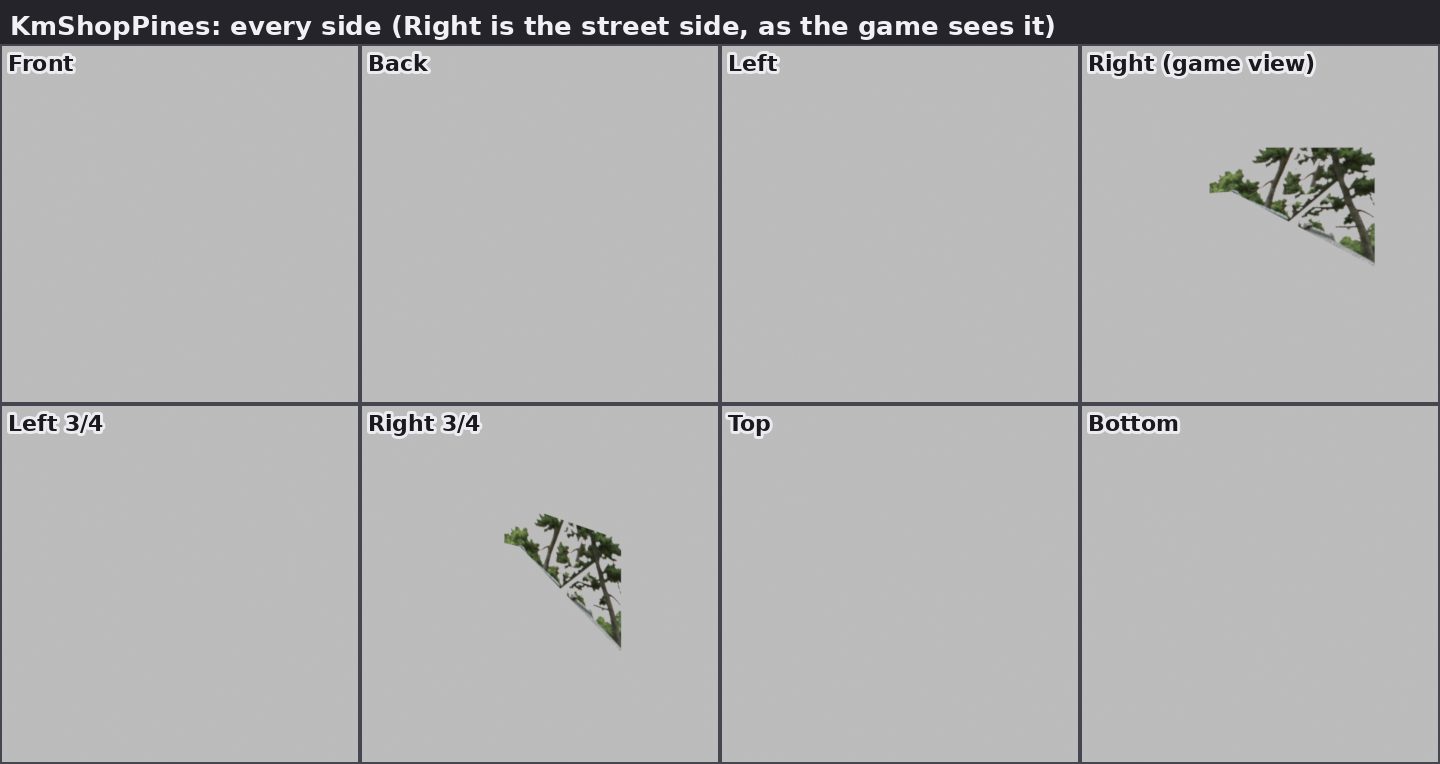 KmShopPines: every side (Right is the street side, as the game sees it)
Front
Back
Left
Right (game view)
Left 3/4
Right 3/4
Top
Bottom